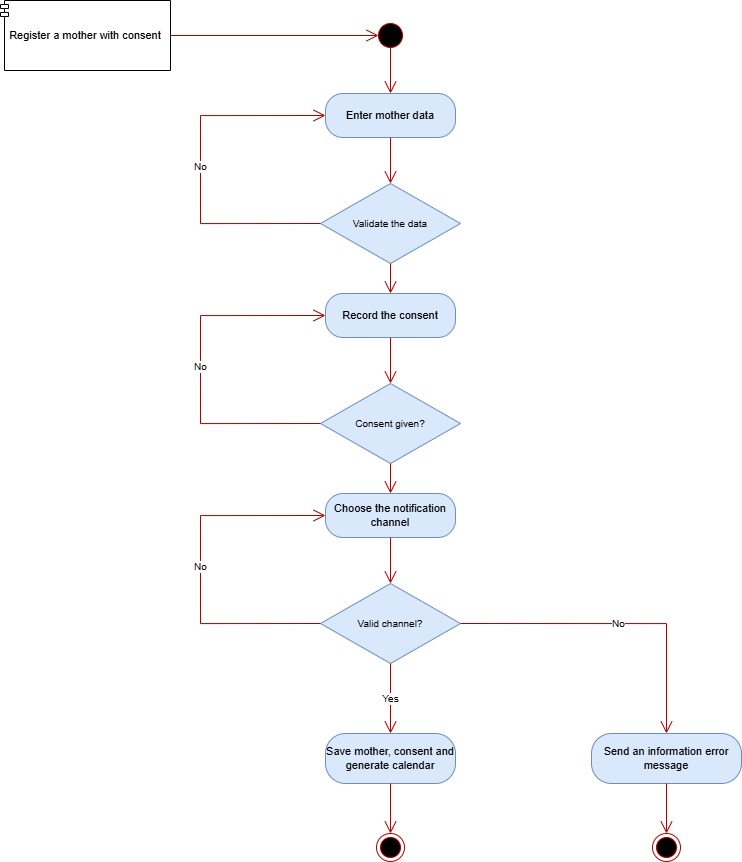 Register a mother with consent
Enter mother data
No
Validate the data
Record the consent
No
Consent given?
Choose the notification
channel
No
Valid channel?
No
Yes
Save mother, consent and
generate calendar
Send an information error
message